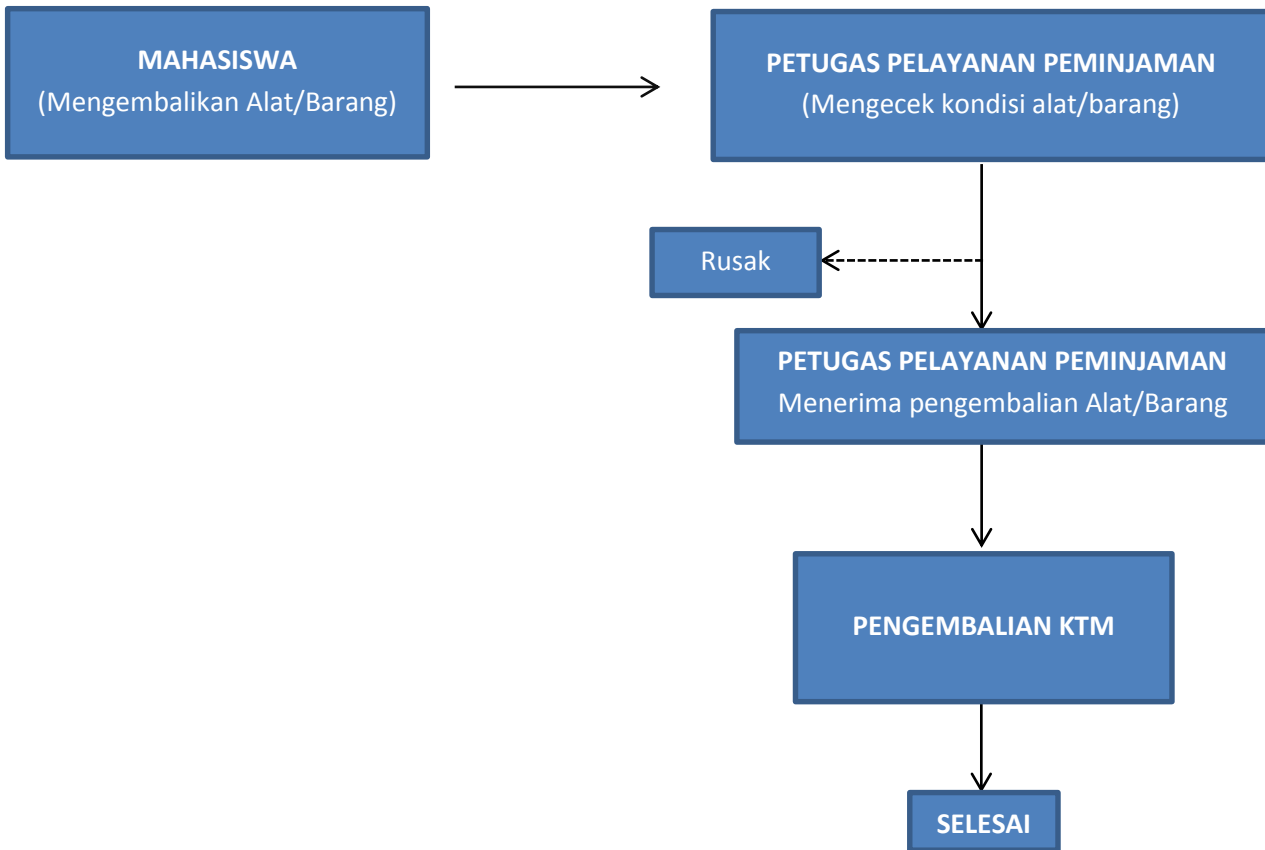 MAHASISWA
(Mengembalikan Alat/Barang)
PETUGAS PELAYANAN PEMINJAMAN
(Mengecek kondisi alat/barang)
Rusak
PETUGAS PELAYANAN PEMINJAMAN
Menerima pengembalian Alat/Barang
PENGEMBALIAN KTM
SELESAI